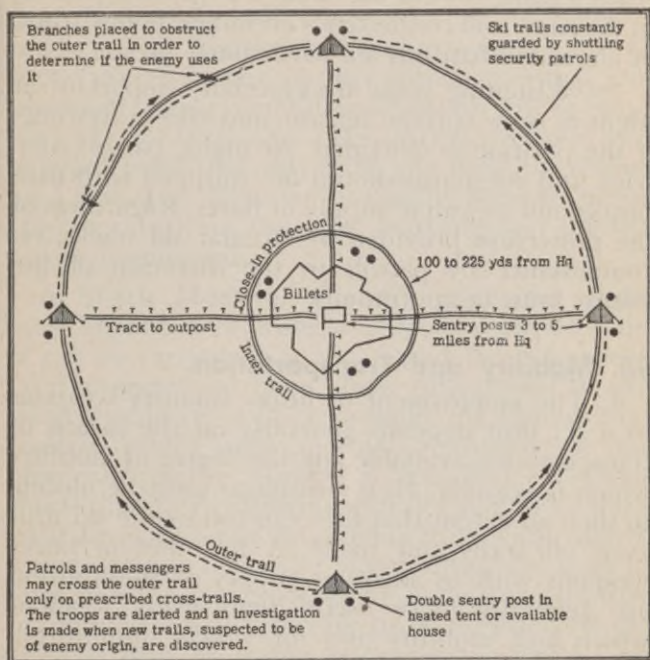 Branches placed to obstruct
the outer trail in order to
determine if the enemy uses
it
Ski trails constantly
guarded by shuttling
security patrols
Close-in protection
100 to 225 yds from Hq
Billets
Track to outpost
Sentry posts 3 to 5
miles from Hq
Inner trail
Outer trail
Patrols and messengers
may cross the outer trail
only on prescribed cross-trails.
The troops are alerted and an investigation
is made when new trails, suspected to be
of enemy origin, are discovered.
Double sentry post in
heated tent or available
house